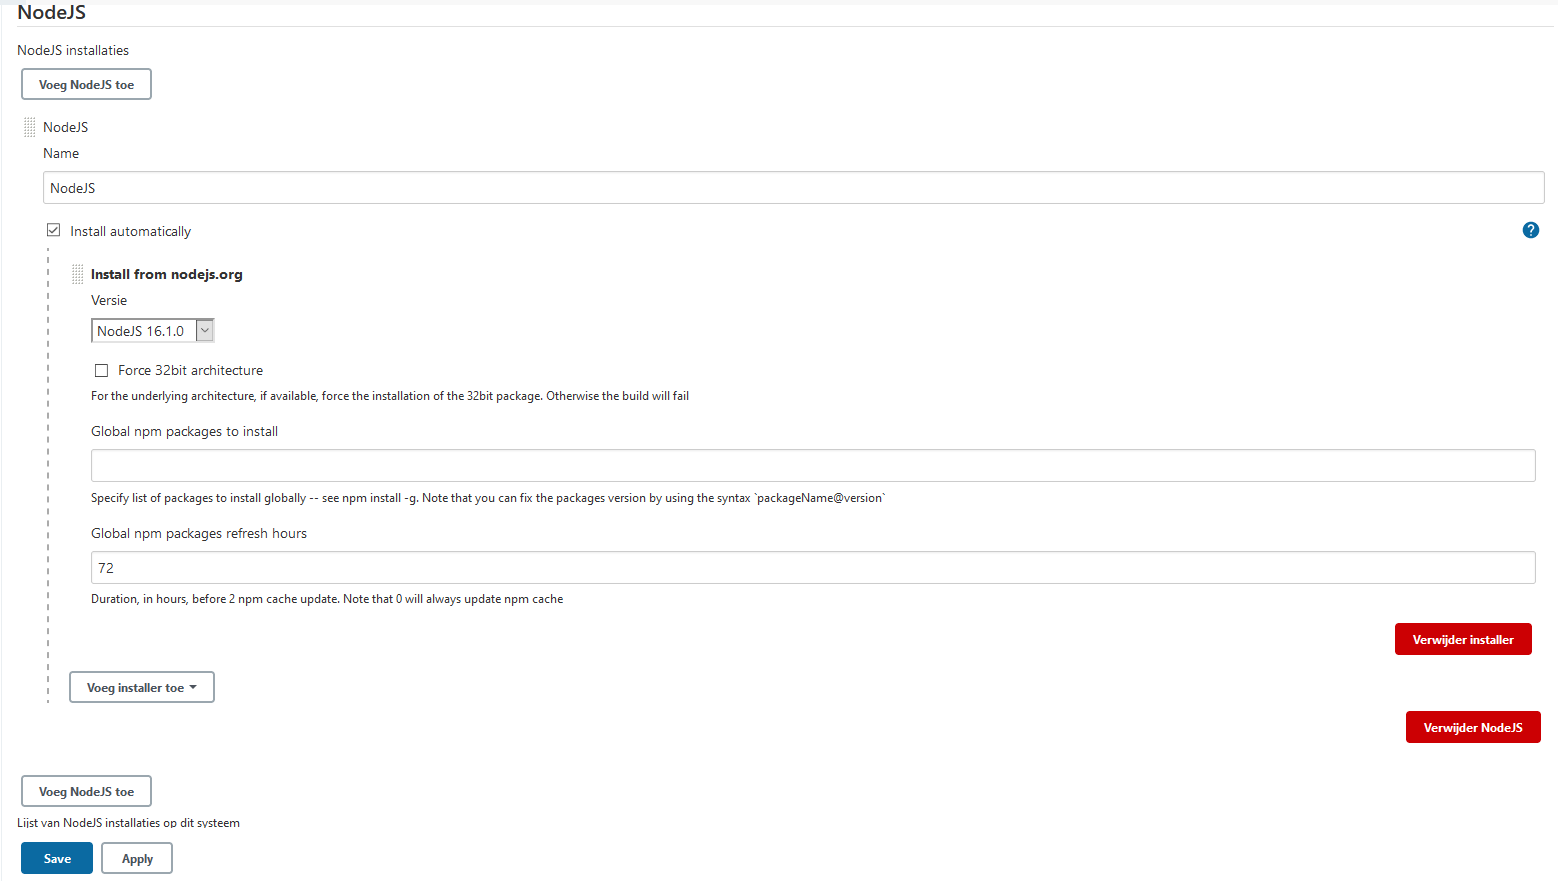 NodeJS
NodeJS installaties
Voeg NodeJS toe
NodeJS
Name
NodeJS
Install automatically
?
Install from nodejs.org
Versie
NodeJS 16.1.0
Force 32bit architecture
For the underlying architecture, if available, force the installation of the 32bit package. Otherwise the build will fail
Global npm packages to install
Specify list of packages to install globally -- see npm install -g. Note that you can fix the packages version by using the syntax `packageName@version`
Global npm packages refresh hours
72
Duration, in hours, before 2 npm cache update. Note that 0 will always update npm cache
Verwijder installer
Voeg installer toe
Verwijder NodeJS
Voeg NodeJS toe
Lijst van NodeJS installaties op dit systeem
Save Apply